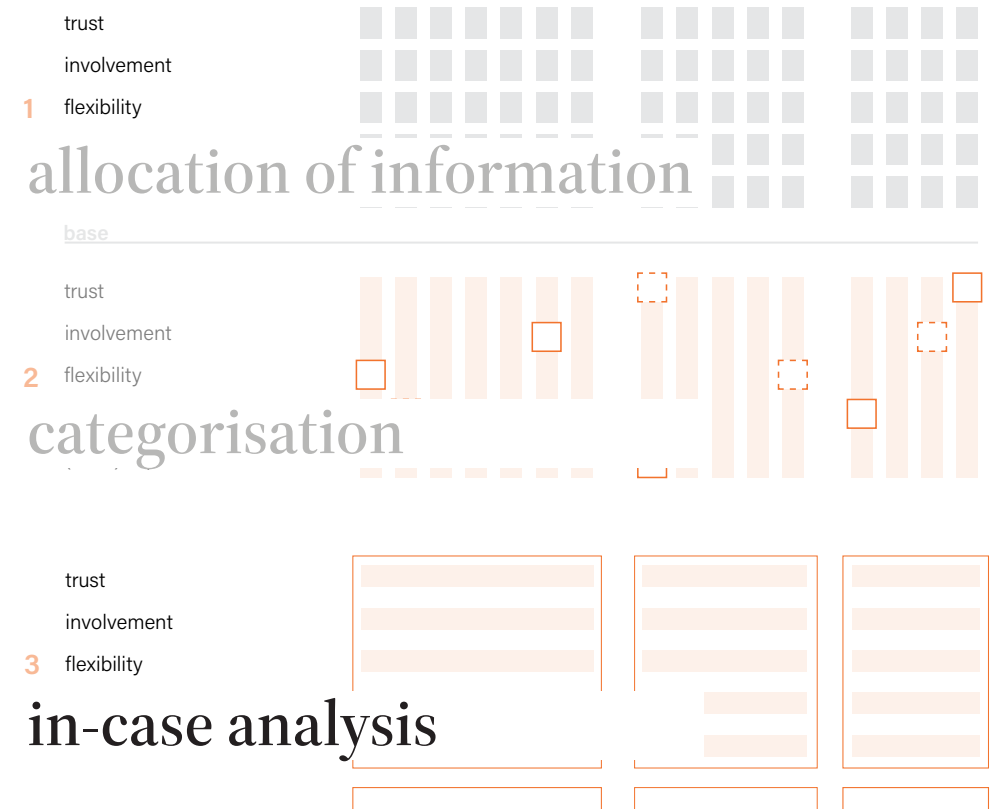 trust
involvement
1 flexibility
allocation of information
base
trust
involvement
2 flexibility
categorisation
trust
involvement
3 flexibility
in-case analysis